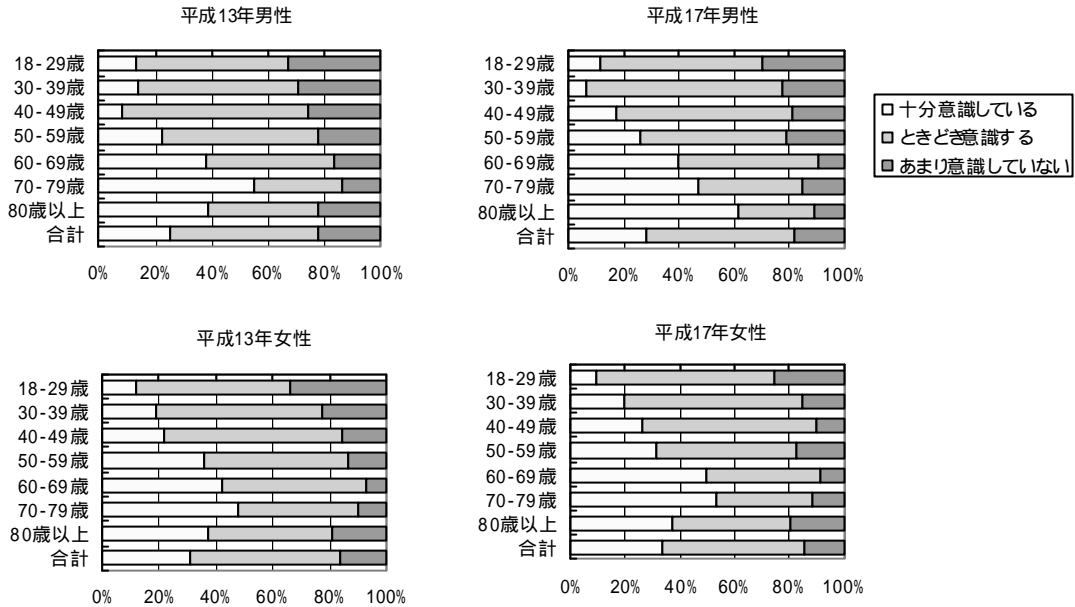 平成13年男性
18-29歳
30-39歳
40-49歳
50-59歳
60-69歳
70-79歳
80歳以上
合計
0% 20% 40% 60% 80% 100%
平成17年男性
18-29歳
30-39歳
40-49歳
50-59歳
60-69歳
70-79歳
80歳以上
合計
0% 20% 40% 60% 80% 100%
十分意識している
ときどき意識する
あまり意識していない
平成13年女性
18-29歳
30-39歳
40-49歳
50-59歳
60-69歳
70-79歳
80歳以上
合計
0% 20% 40% 60% 80% 100%
平成17年女性
18-29歳
30-39歳
40-49歳
50-59歳
60-69歳
70-79歳
80歳以上
合計
0% 20% 40% 60% 80% 100%